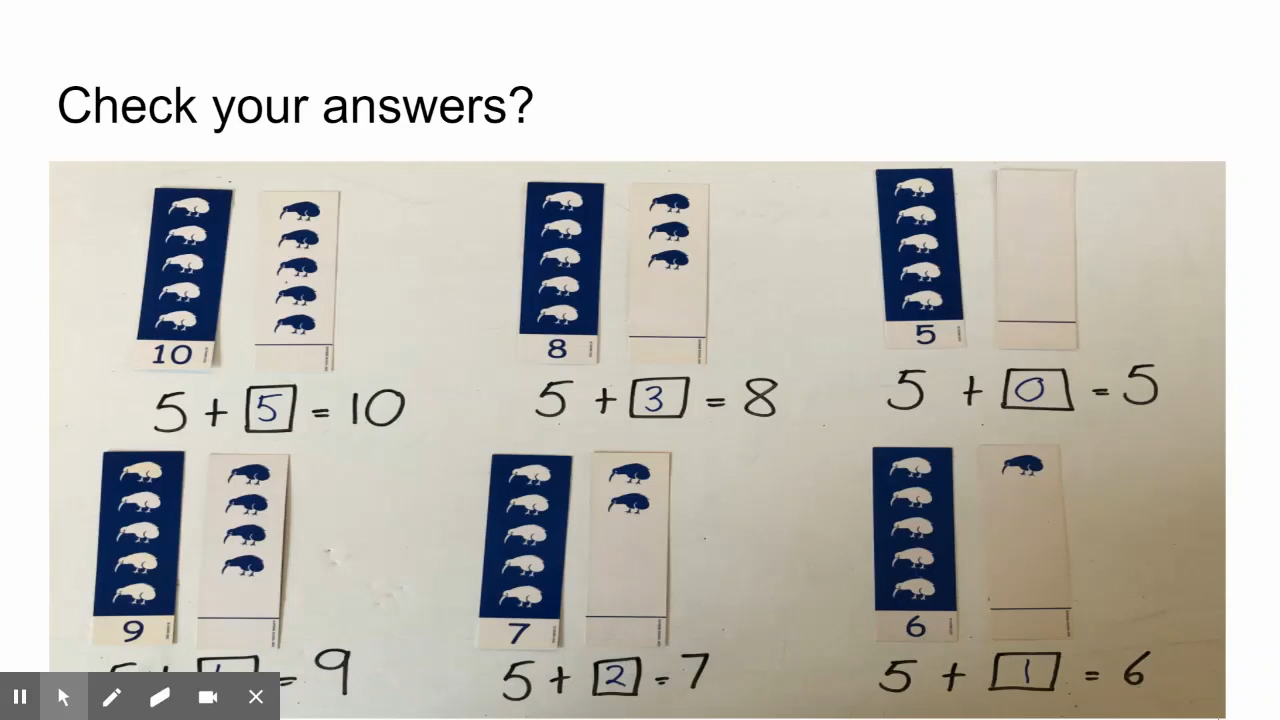 Check your answers?
10
8
5
5 + 5 = 10
5 + 3 = 8
5 + 0 = 5
9
7
6
= 9
5 + 2 = 7
5 + 1 = 6